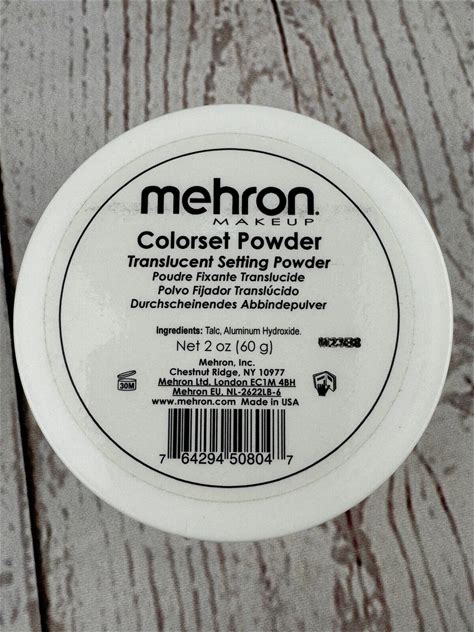 mehron.
MAKEUP
Colorset Powder
Translucent Setting Powder
Poudre Fixante Translucide
Polvo Fijador Translúcido
Durchscheinendes Abbindepulver
Ingredients: Talc, Aluminum Hydroxide.
Net 2 oz (60 g)
Mehron, Inc.
Chestnut Ridge, NY 10977
Mehron Ltd. London EC1M 4BH
30M
Mehron EU. NL-2622LB-6
www.mehron.com Made in USA
7 64294 50804 7